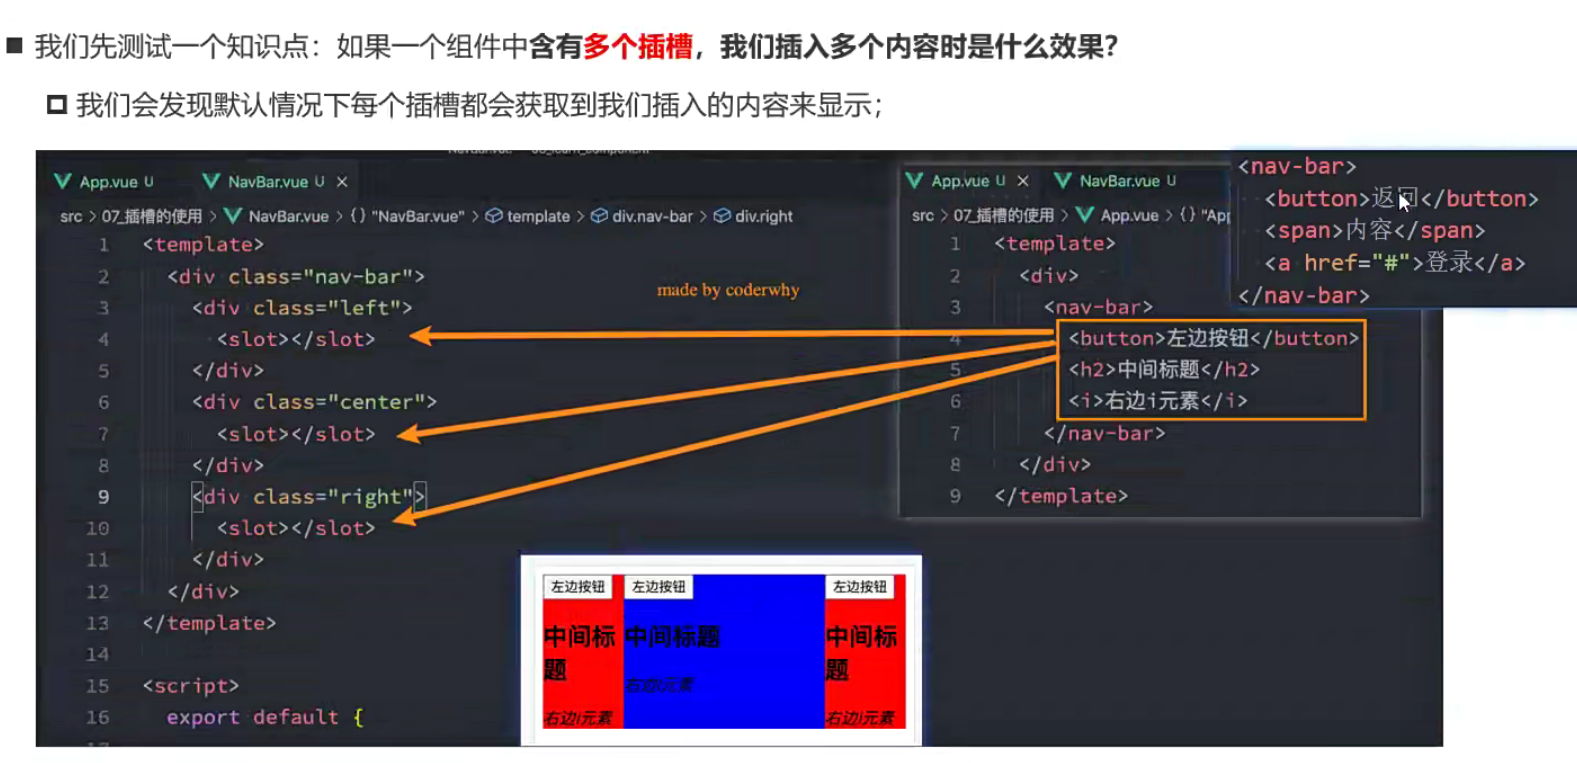 ■ 我们先测试一个知识点：如果一个组件中含有多个插槽，我们插入多个内容时是什么效果？
我们会发现默认情况下每个插槽都会获取到我们插入的内容来显示；
App.vue U
NavBar.vue U ×
src > 07_插槽的使用 > NavBar.vue > {} "NavBar.vue" > template > div.nav-bar > div.right
1 <template>
2 <div class="nav-bar">
3 <div class="left">
4 <slot></slot>
5 </div>
6 <div class="center">
7 <slot></slot>
8 </div>
9 <div class="right">
10 <slot></slot>
11 </div>
12 </div>
13 </template>
14
15 <script>
16 export default {
made by coderwhy
App.vue U ×
NavBar.vue U
src > 07_插槽的使用 > App.vue > {} "App
1 <template>
2 <div>
3 <nav-bar>
4 <button>左边按钮</button>
5 <h2>中间标题</h2>
6 <i>右边i元素</i>
7 </nav-bar>
8 </div>
9 </template>
<nav-bar>
<button>返回</button>
<span>内容</span>
<a href="#">登录</a>
</nav-bar>
左边按钮
中间标
题
右边i元素
左边按钮
中间标题
右边i元素
左边按钮
中间标
题
右边i元素